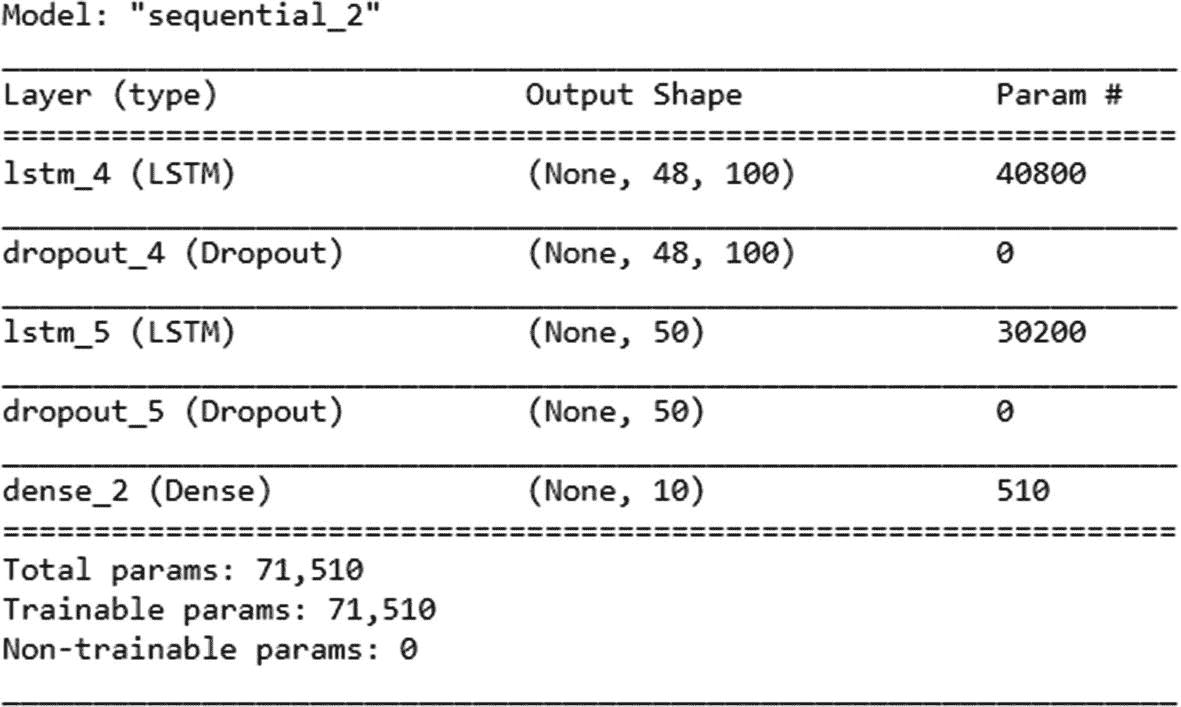 Model: "sequential_2"
Layer (type) Output Shape Param #
=================================================================
lstm_4 (LSTM) (None, 48, 100) 40800
dropout_4 (Dropout) (None, 48, 100) 0
lstm_5 (LSTM) (None, 50) 30200
dropout_5 (Dropout) (None, 50) 0
dense_2 (Dense) (None, 10) 510
=================================================================
Total params: 71,510
Trainable params: 71,510
Non-trainable params: 0